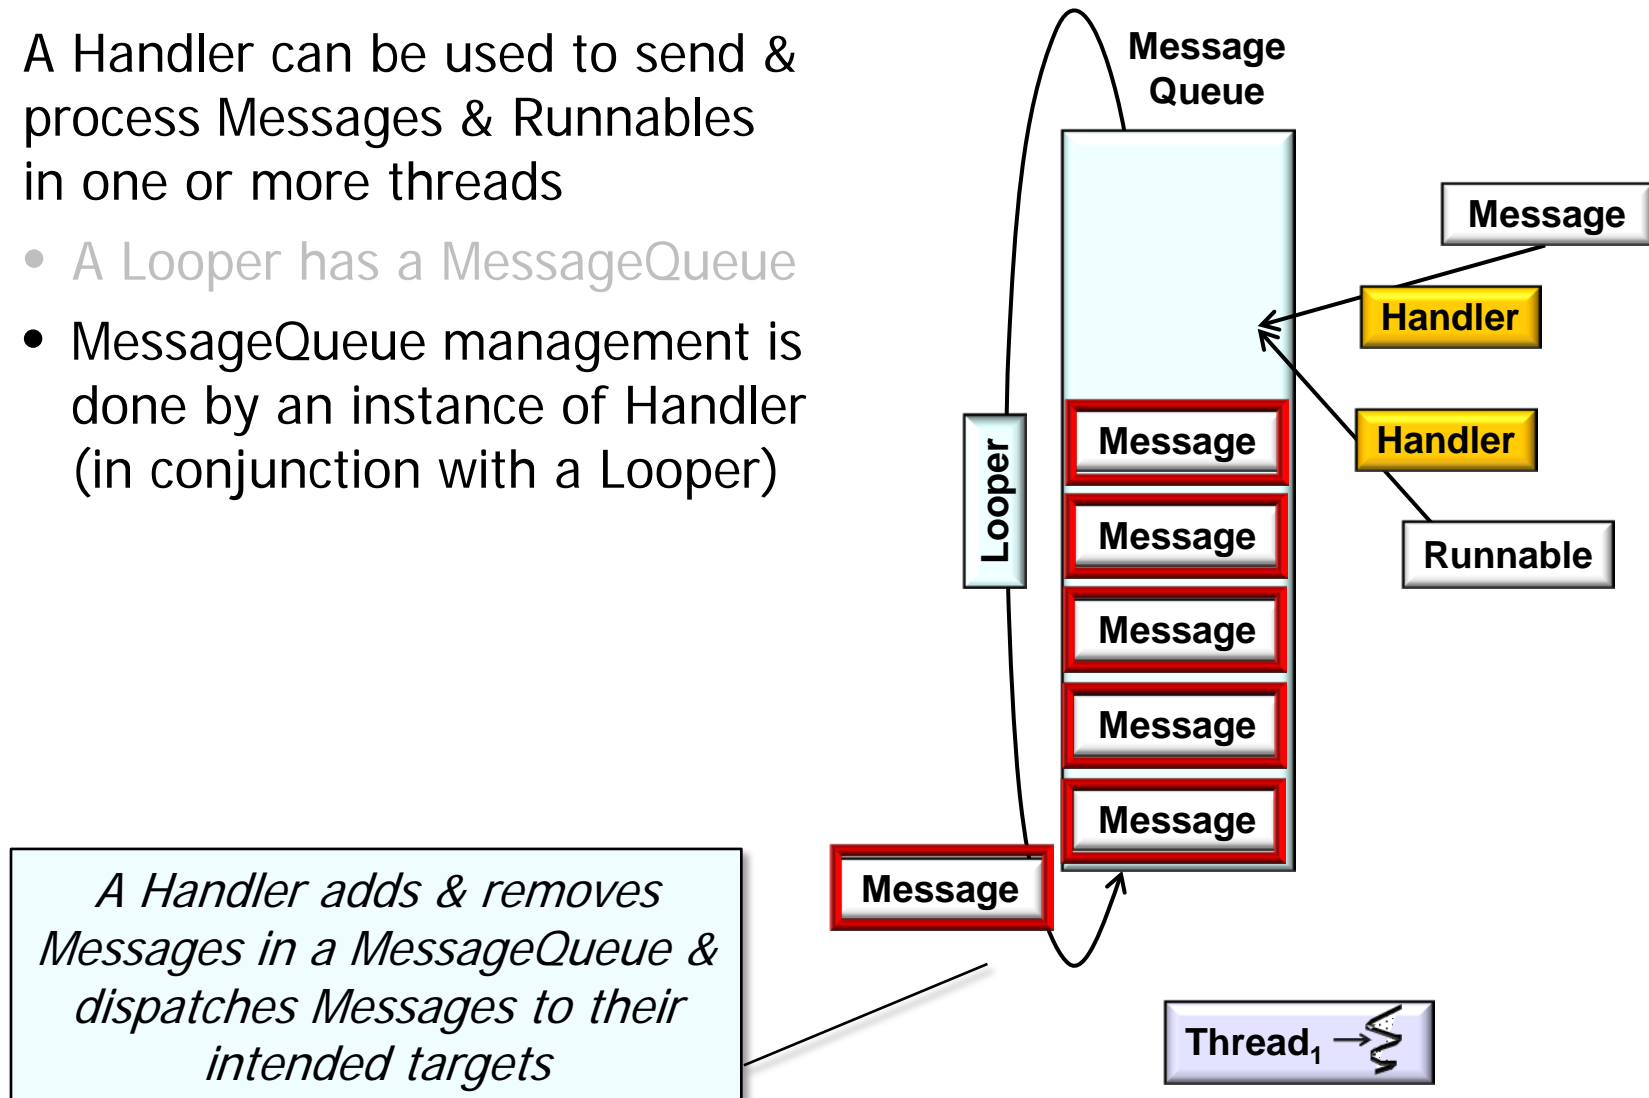 A Handler can be used to send &
process Messages & Runnables
in one or more threads
• A Looper has a MessageQueue
• MessageQueue management is
done by an instance of Handler
(in conjunction with a Looper)
A Handler adds & removes
Messages in a MessageQueue &
dispatches Messages to their
intended targets
Message
Queue
Message
Handler
Handler
Runnable
Looper
Message
Message
Message
Message
Message
Message
Thread1